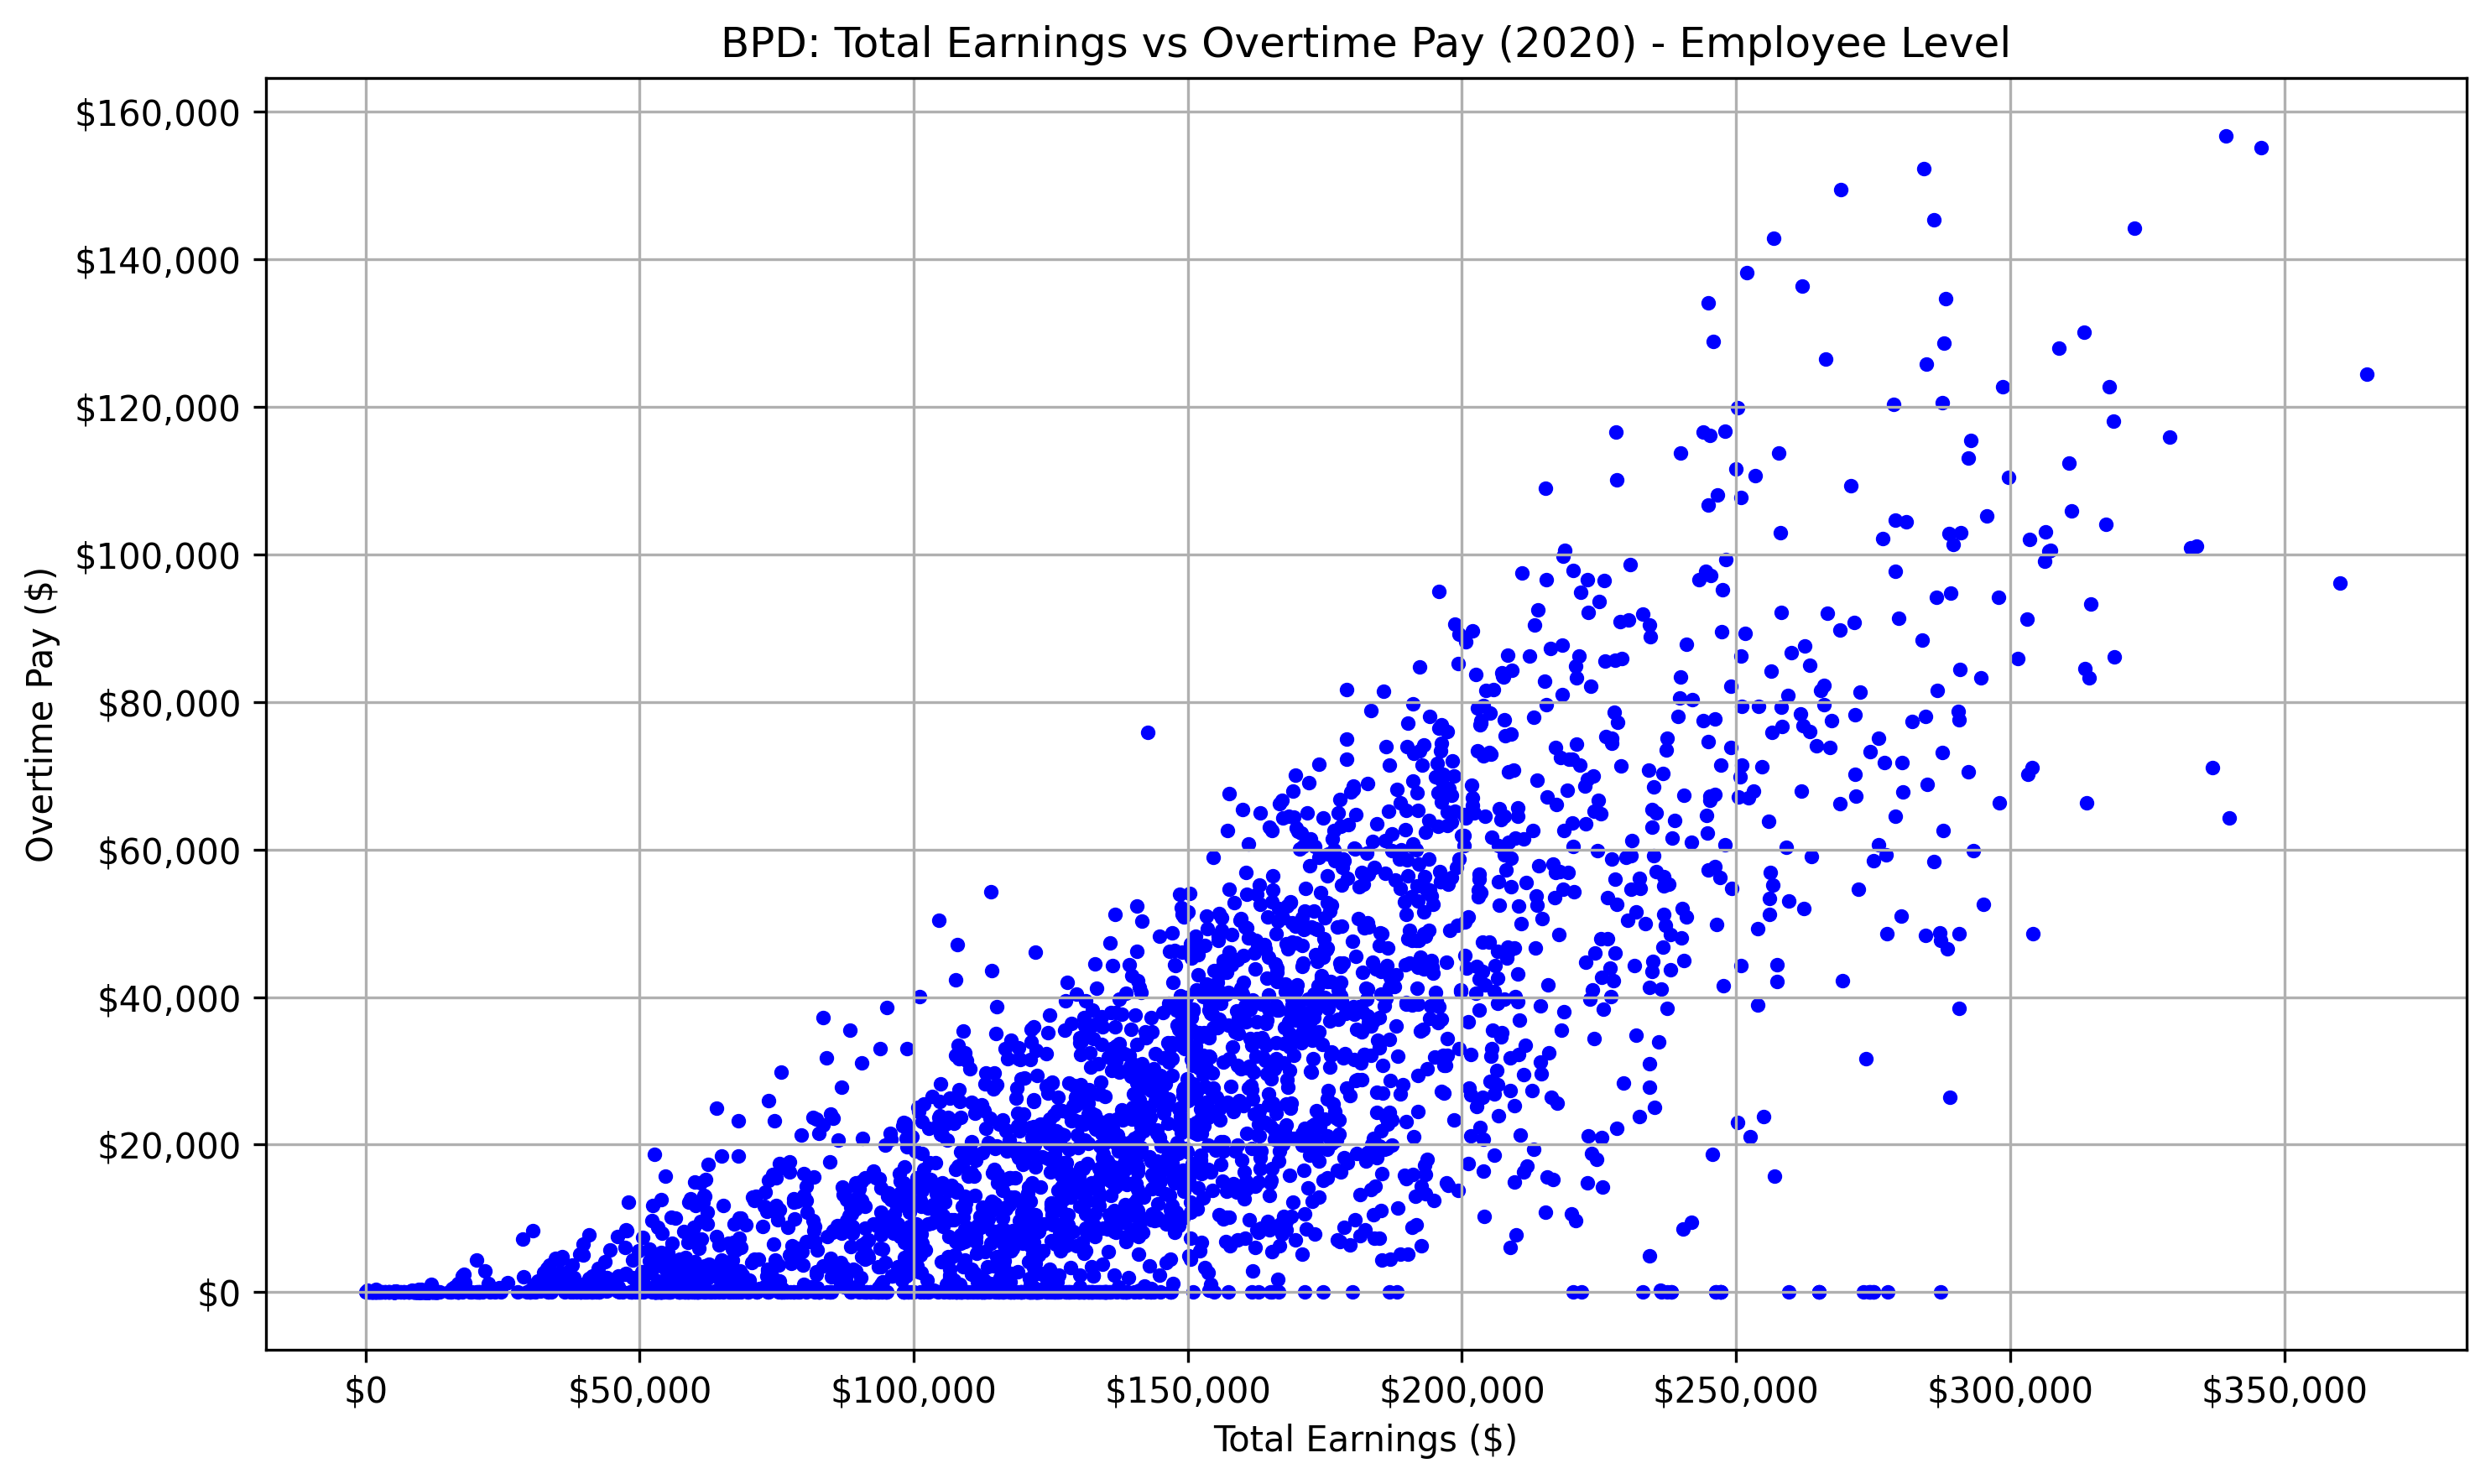 BPD: Total Earnings vs Overtime Pay (2020) - Employee Level
$160,000
$140,000
$120,000
$100,000
$80,000
$60,000
$40,000
$20,000
$0
Overtime Pay ($)
$0 $50,000 $100,000 $150,000 $200,000 $250,000 $300,000 $350,000
Total Earnings ($)